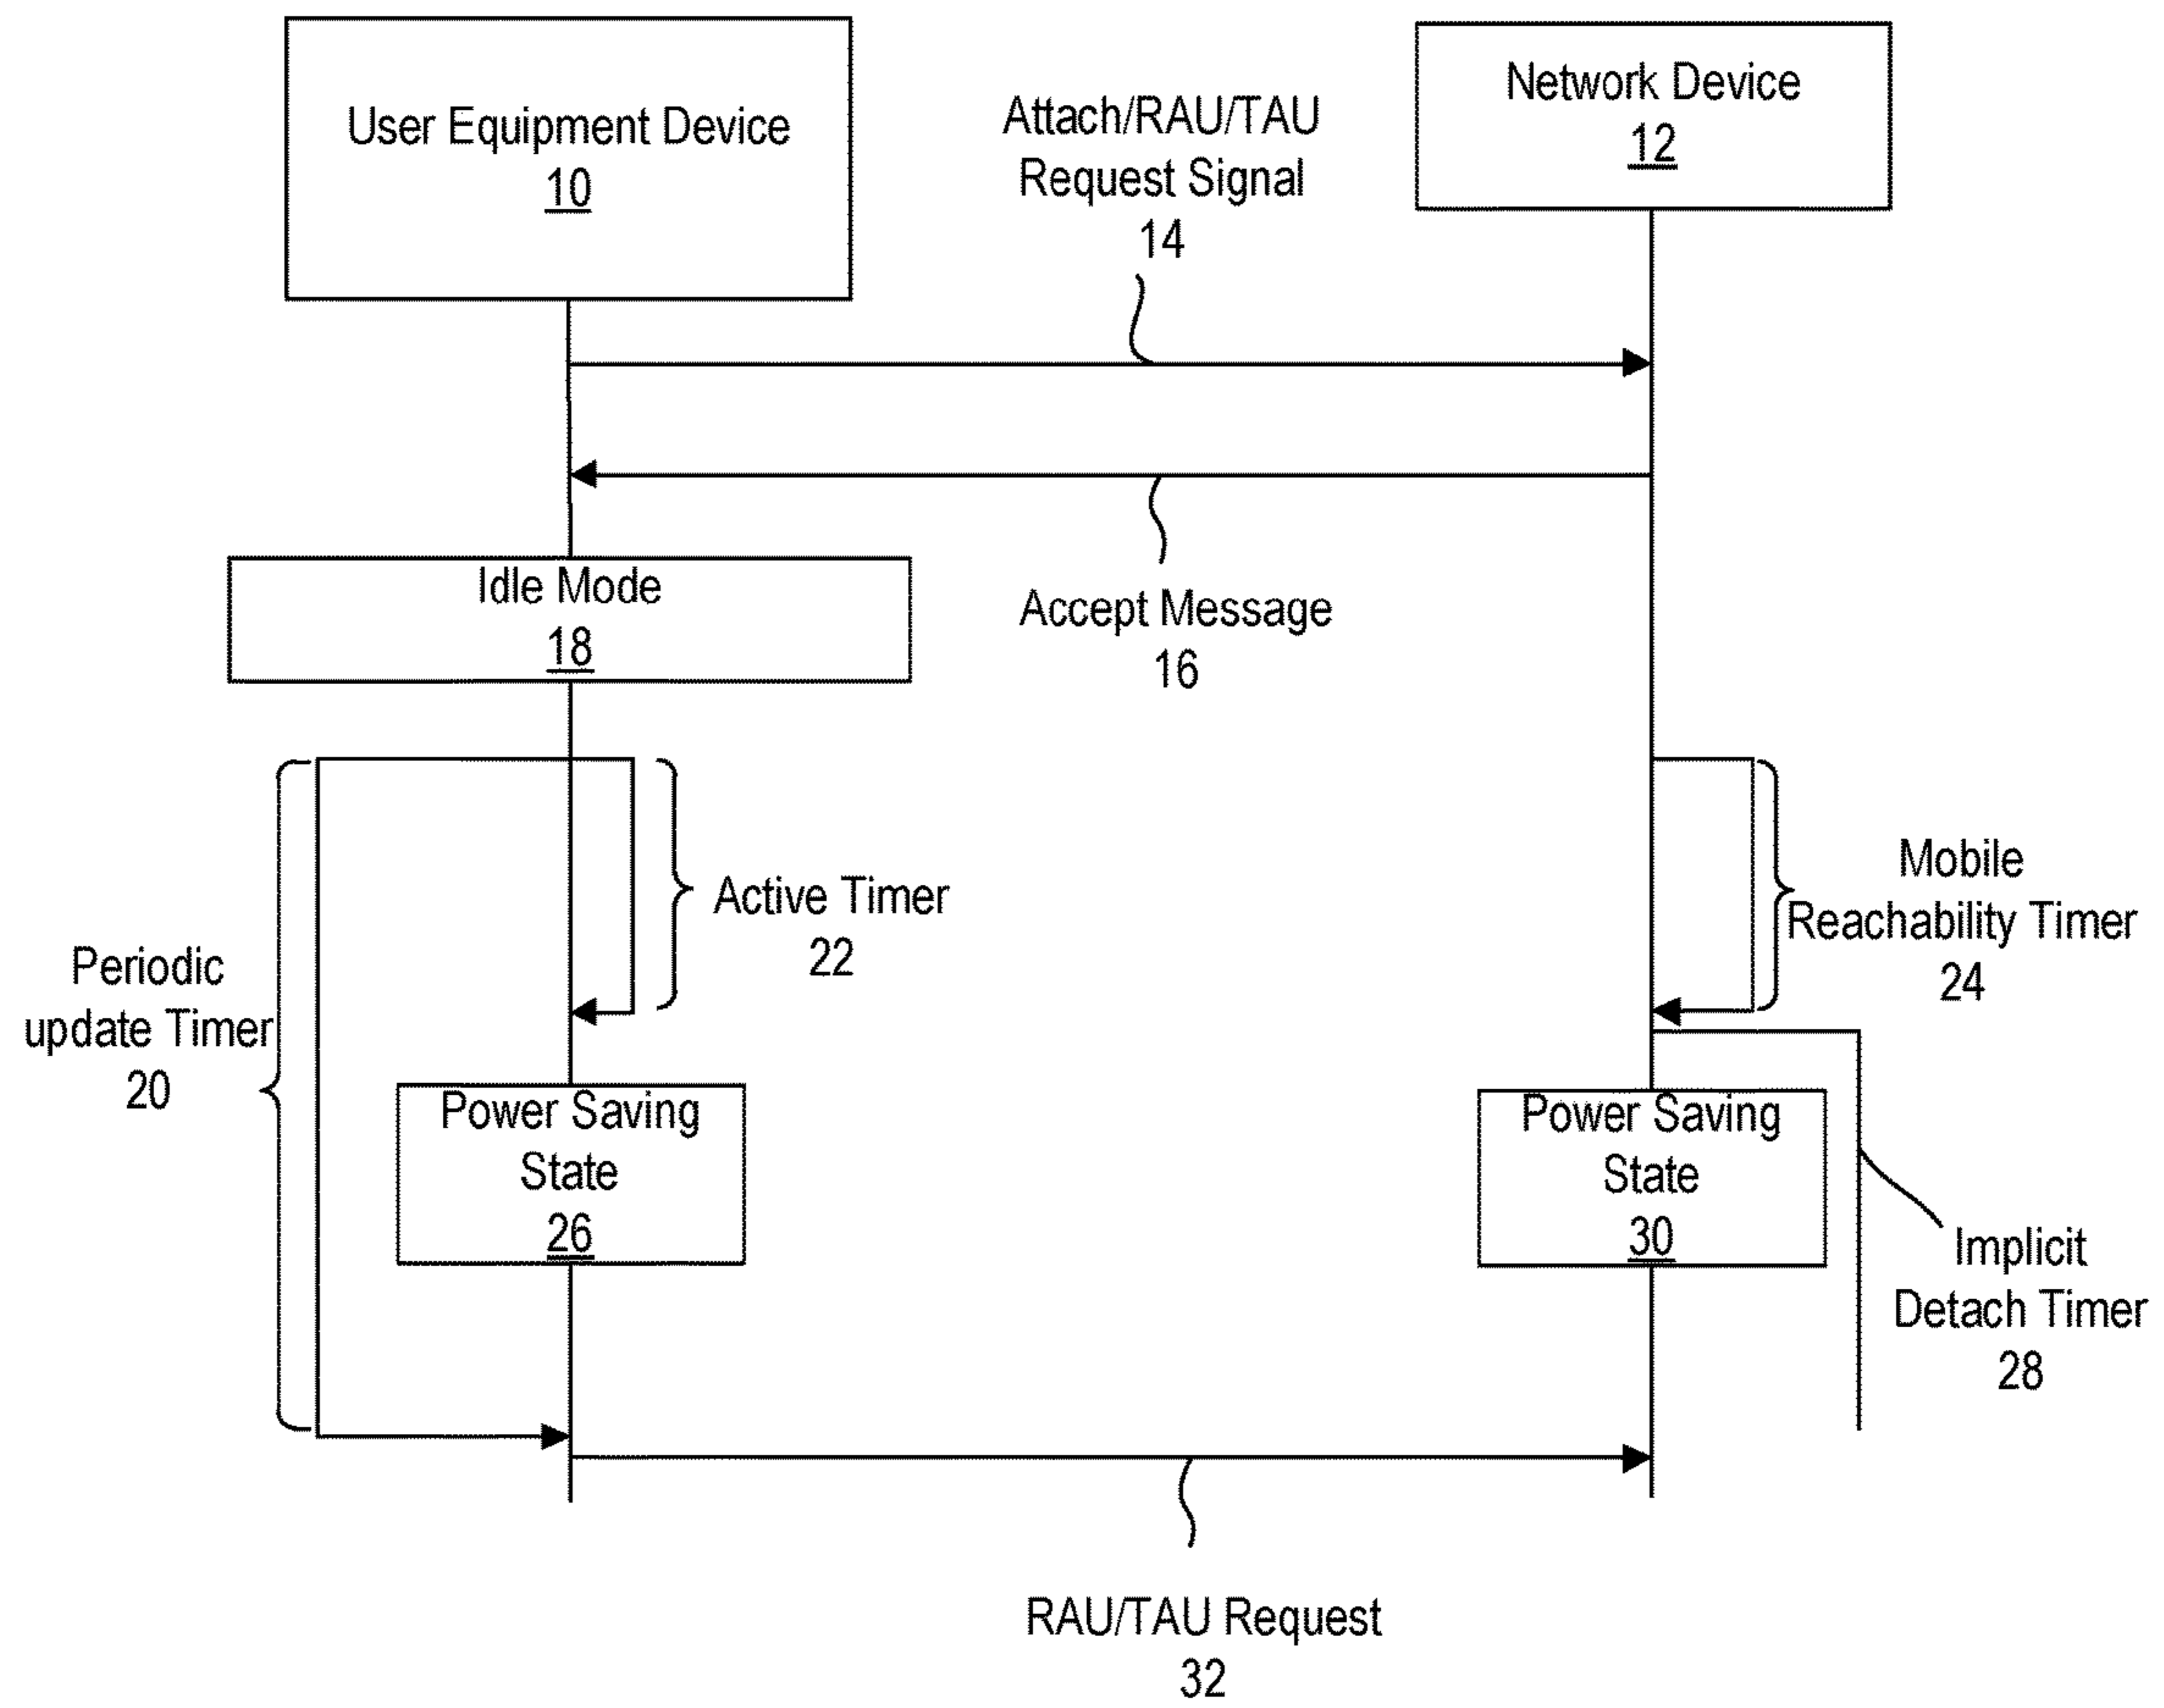 User Equipment Device
10
Network Device
12
Attach/RAU/TAU
Request Signal
14
Idle Mode
18
Accept Message
16
Periodic
update Timer
20
Active Timer
22
Mobile
Reachability Timer
24
Power Saving
State
26
Power Saving
State
30
Implicit
Detach Timer
28
RAU/TAU Request
32